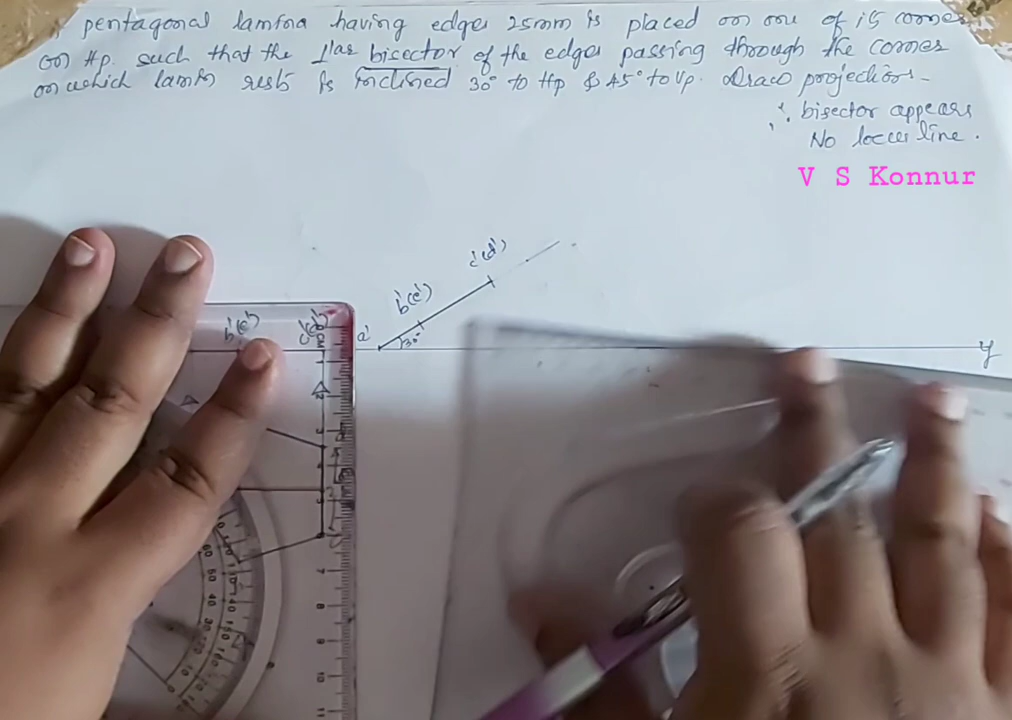 pentagonal lamina having edges 25mm is placed on one of its corner
on Hp. such that the ⊥lar bisector of the edges passing through the corner
on which lamin rests is inclined 30° to Hp & 45° to Vp. Draw projections-
∴ bisector appears
No locus line.
V S Konnur
c'(d')
b'(e')
b'(e')
a'
30°
y